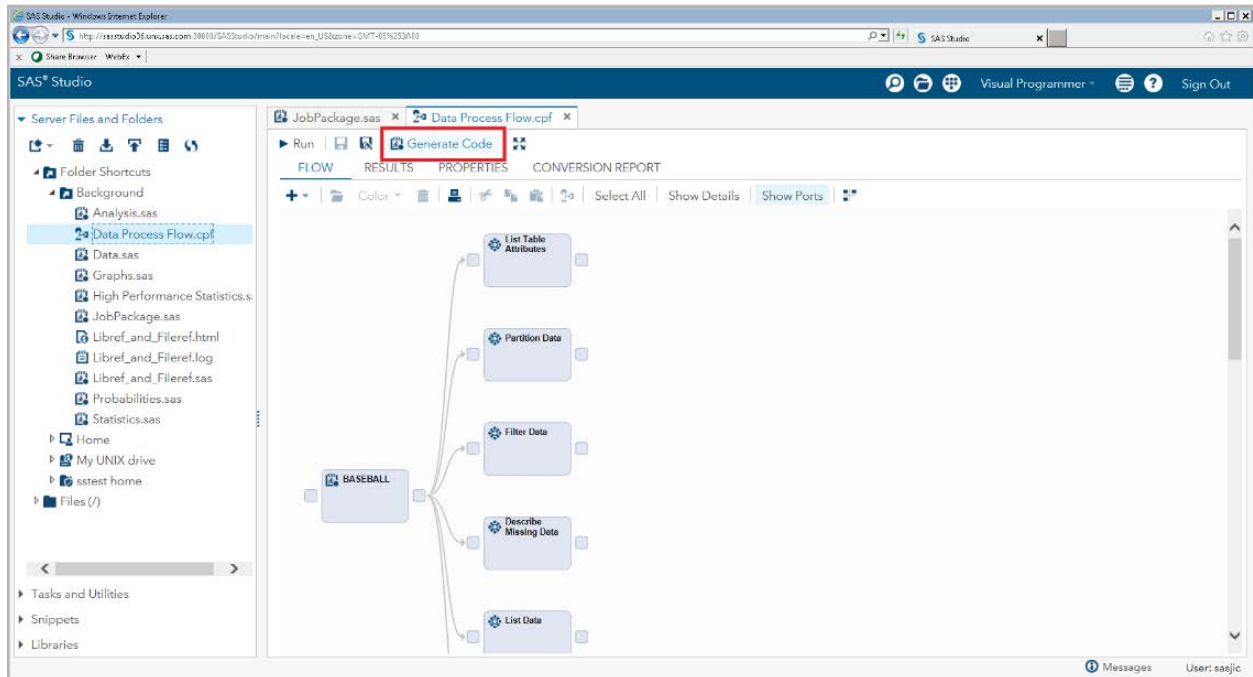 SAS Studio - Windows Internet Explorer
SAS Studio
Share Browser WebEx
SAS® Studio
Visual Programmer
Sign Out
Server Files and Folders
Folder Shortcuts
Background
Analysis.sas
Data Process Flow.cpf
Data.sas
Graphs.sas
High Performance Statistics.s
JobPackage.sas
Libref_and_Fileref.html
Libref_and_Fileref.log
Libref_and_Fileref.sas
Probabilities.sas
Statistics.sas
Home
My UNIX drive
sstest home
Files (/)
Tasks and Utilities
Snippets
Libraries
JobPackage.sas
Data Process Flow.cpf
Run
Generate Code
FLOW
RESULTS
PROPERTIES
CONVERSION REPORT
Color
Select All
Show Details
Show Ports
List Table
Attributes
Partition Data
Filter Data
BASEBALL
Describe
Missing Data
List Data
Messages
User: sasjic